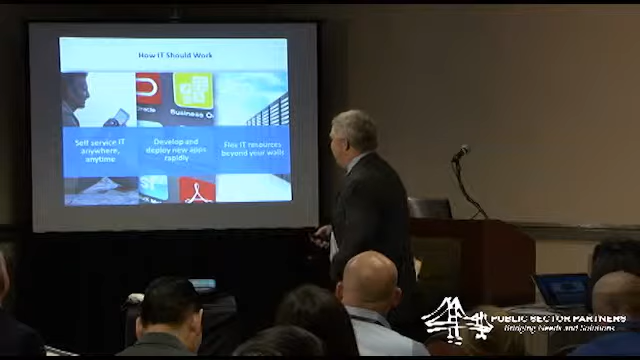 How IT Should Work
Oracle
Business O
Self service IT
anywhere,
anytime
Develop and
deploy new apps
rapidly
Flex IT resources
beyond your walls
ST
PUBLIC SECTOR PARTNERS
Bridging Needs and Solutions